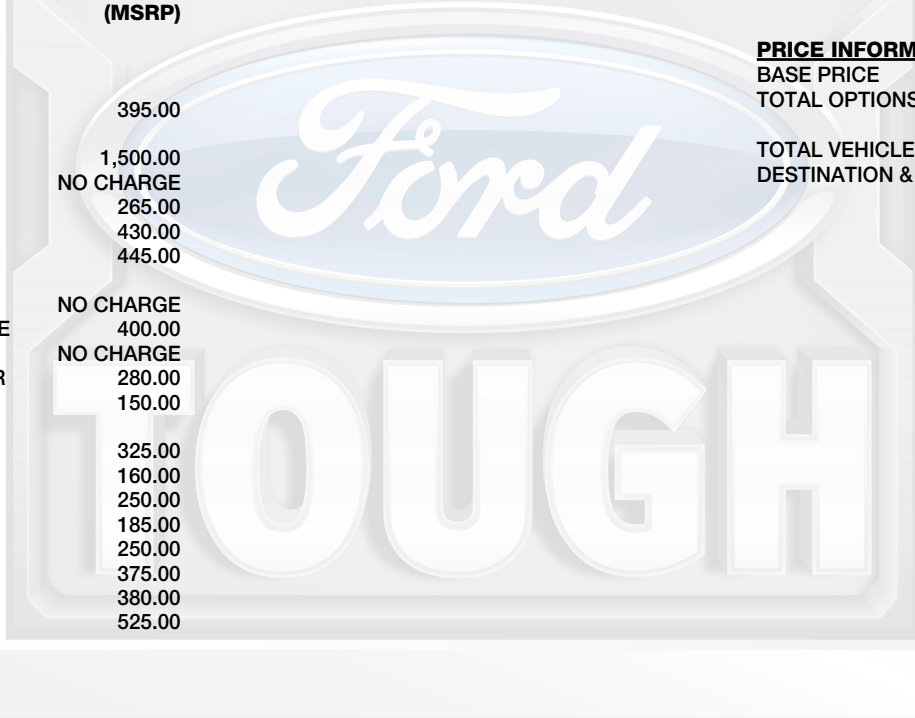 (MSRP)
395.00
1,500.00
NO CHARGE
265.00
430.00
445.00
NO CHARGE
E 400.00
NO CHARGE
R 280.00
150.00
325.00
160.00
250.00
185.00
250.00
375.00
380.00
525.00
PRICE INFORM
BASE PRICE
TOTAL OPTIONS
TOTAL VEHICLE
DESTINATION &
Ford
TOUGH